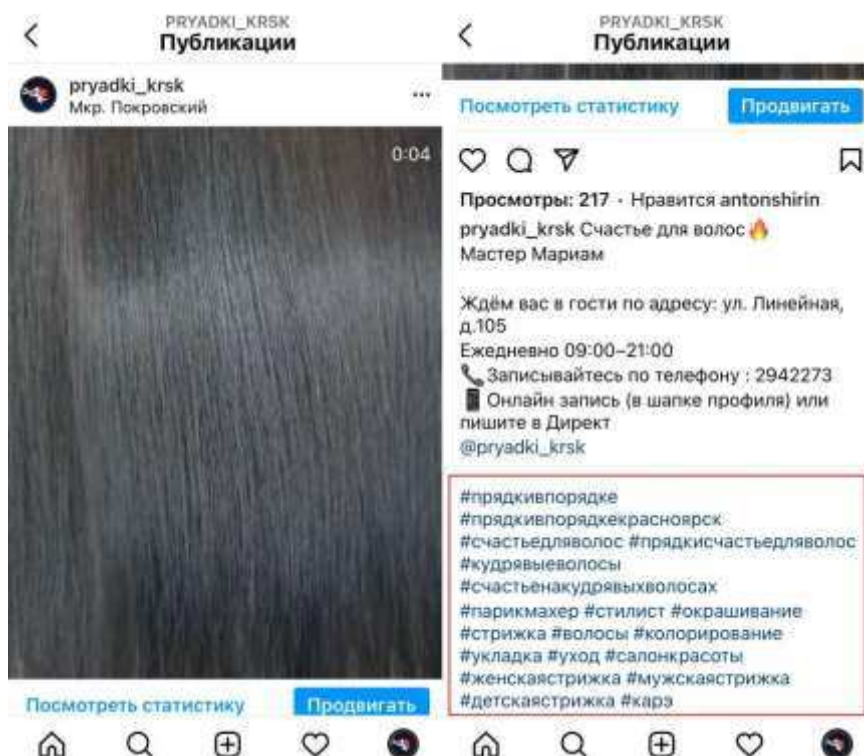 PRYADKI_KRSK
Публикации
pryadki_krsk
Мкр. Покровский
0:04
Посмотреть статистику
Продвигать
PRYADKI_KRSK
Публикации
Посмотреть статистику
Продвигать
Просмотры: 217 · Нравится antonshirin
pryadki_krsk Счастье для волос🔥
Мастер Мариам
Ждём вас в гости по адресу: ул. Линейная,
д.105
Ежедневно 09:00–21:00
📞Записывайтесь по телефону : 2942273
📱 Онлайн запись (в шапке профиля) или
пишите в Директ
@pryadki_krsk
#прядкивпорядке
#прядкивпорядкекрасноярск
#счастьедляволос #прядкисчастьедляволос
#кудрявыеволосы
#счастьенакудрявыхволосах
#парикмахер #стилист #окрашивание
#стрижка #волосы #колорирование
#укладка #уход #салонкрасоты
#женскаястрижка #мужскаястрижка
#детскаястрижка #карэ